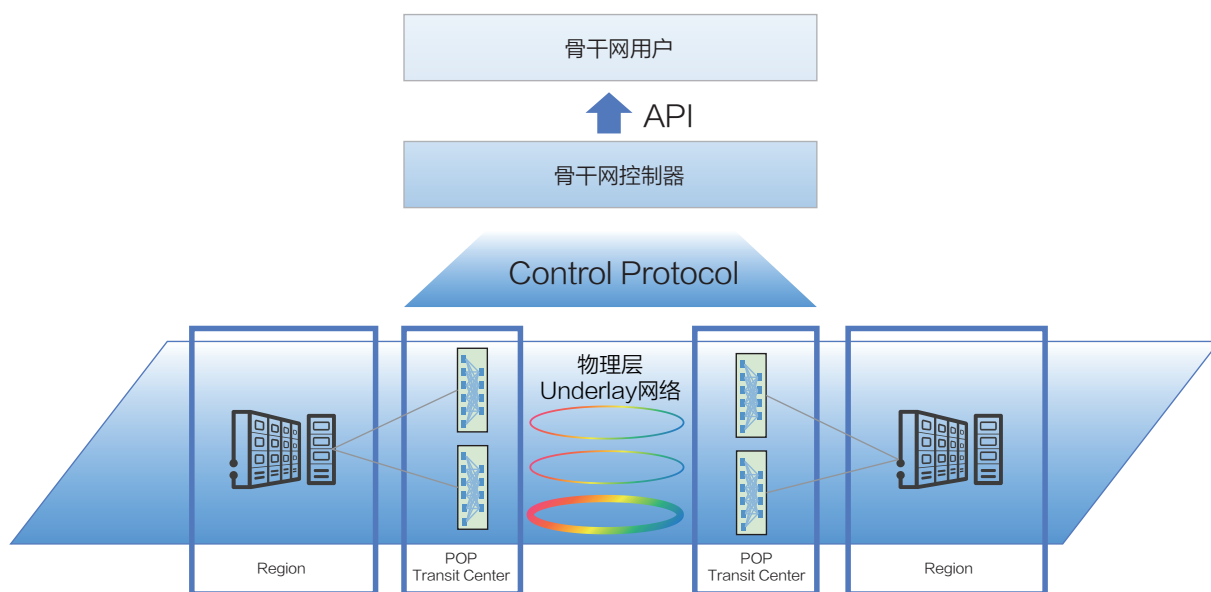 骨干网用户
API
骨干网控制器
Control Protocol
物理层
Underlay网络
Region
POP
Transit Center
POP
Transit Center
Region